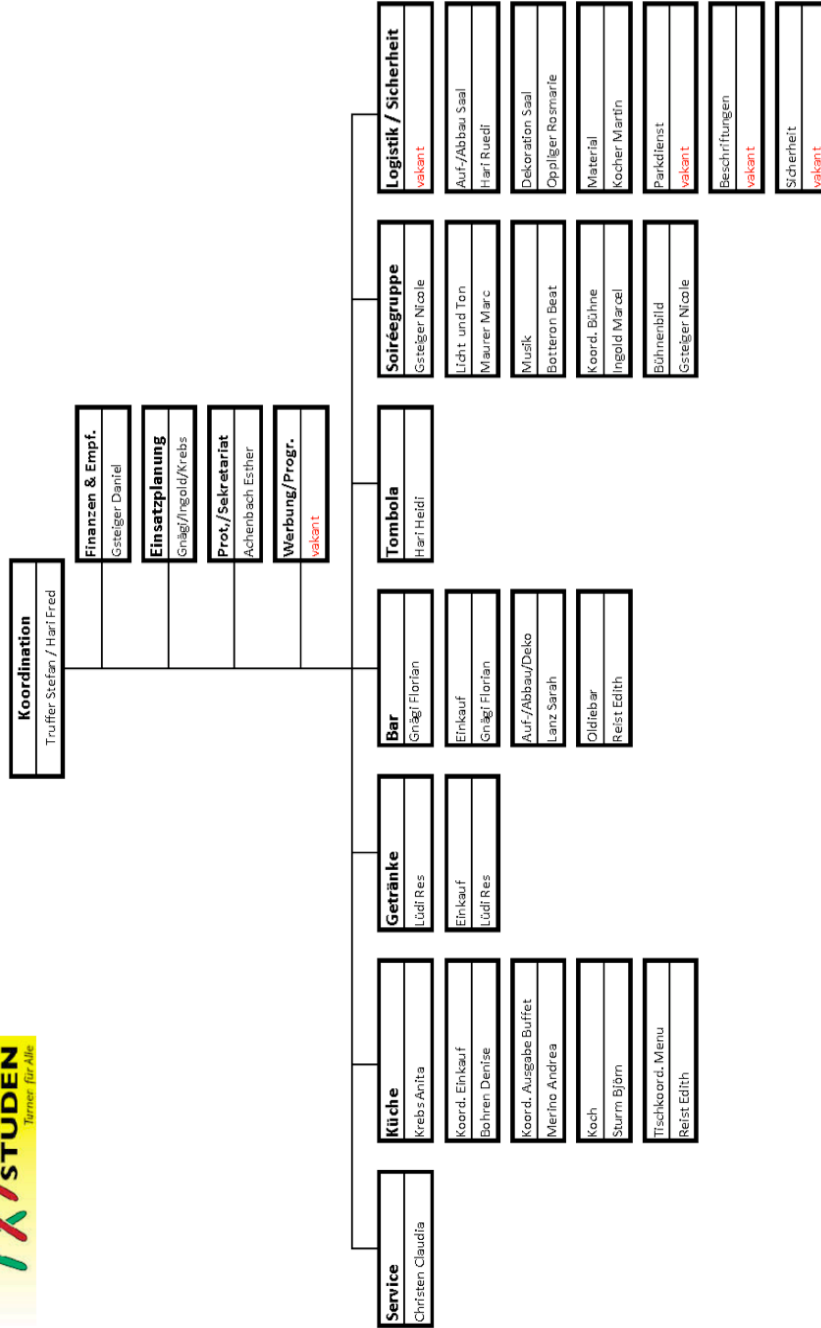 STUDEN
Turnen für Alle
Koordination
Truffer Stefan / Hari Fred
Finanzen & Empf.
Gsteiger Daniel
Einsatzplanung
Gnägi/Ingold/Krebs
Prot./Sekretariat
Achenbach Esther
Werbung/Progr.
vakant
Service
Christen Claudia
Küche
Krebs Anita
Koord. Einkauf
Bohren Denise
Koord. Ausgabe Buffet
Merino Andrea
Koch
Sturm Björn
Tischkoord. Menu
Reist Edith
Getränke
Lüdi Res
Einkauf
Lüdi Res
Bar
Gnägi Florian
Einkauf
Gnägi Florian
Auf-/Abbau/Deko
Lanz Sarah
Oldiebar
Reist Edith
Tombola
Hari Heidi
Soiréegruppe
Gsteiger Nicole
Licht und Ton
Maurer Marc
Musik
Botteron Beat
Koord. Bühne
Ingold Marcel
Bühnenbild
Gsteiger Nicole
Logistik / Sicherheit
vakant
Auf-/Abbau Saal
Hari Ruedi
Dekoration Saal
Oppliger Rosmarie
Material
Kocher Martin
Parkdienst
vakant
Beschriftungen
vakant
Sicherheit
vakant